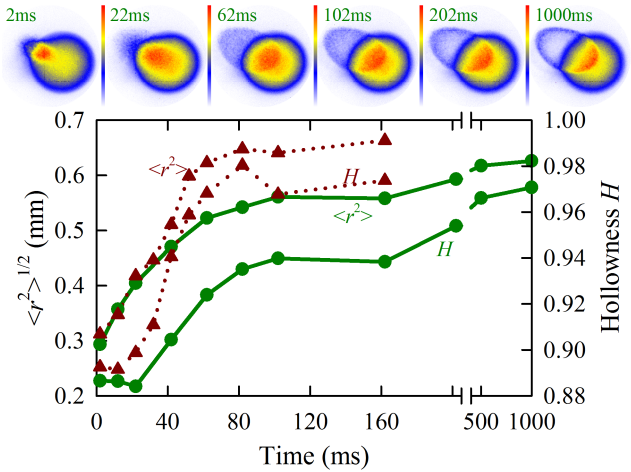 2ms 22ms 62ms 102ms 202ms 1000ms
0.7 1.00
<r²> H
0.6 0.98
<r²>
0.5 0.96
H
0.4 0.94
0.3 0.92
0.90
0.2 0.88
<r²>¹ᐟ² (mm)
Hollowness H
0 40 80 120 160 500 1000
Time (ms)